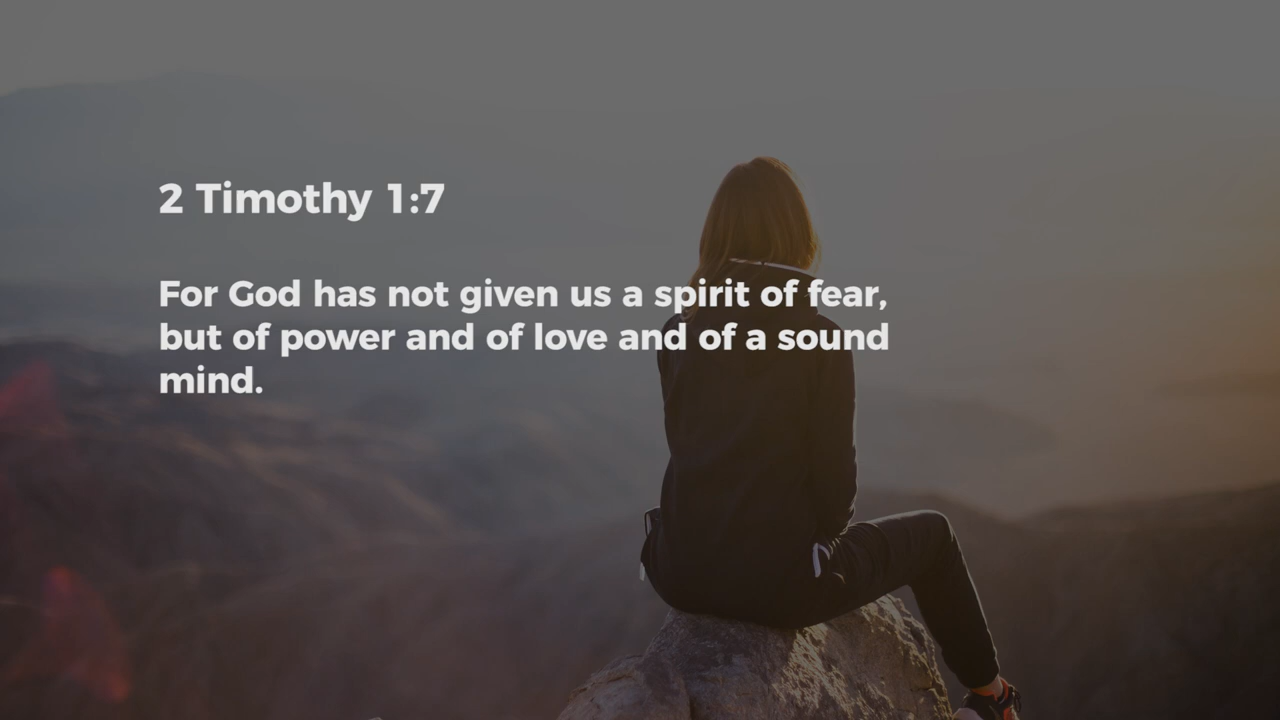 2 Timothy 1:7
For God has not given us a spirit of fear,
but of power and of love and of a sound
mind.